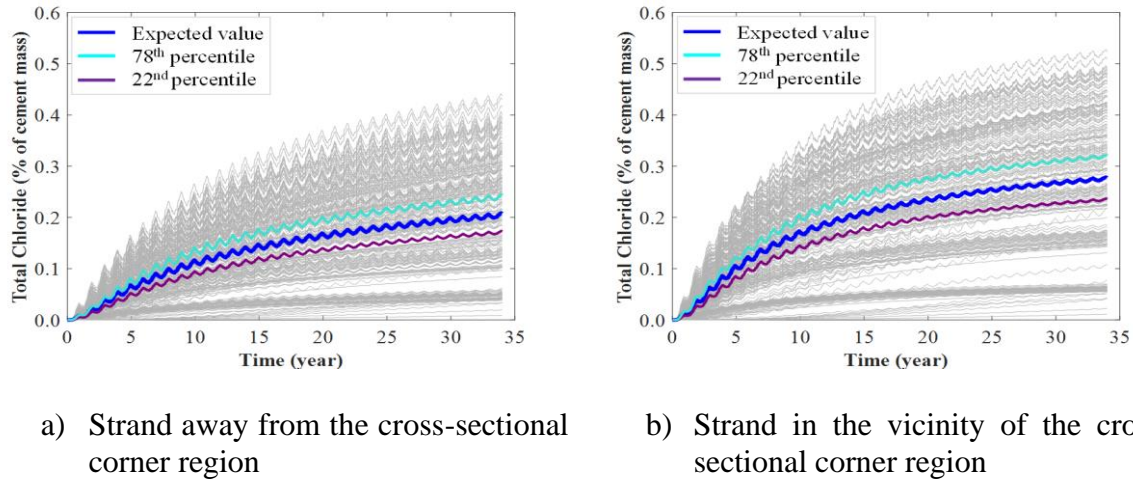 0.6
0.5
0.4
0.3
0.2
0.1
0.0
Total Chloride (% of cement mass)
Expected value
78th percentile
22nd percentile
0 5 10 15 20 25 30 35
Time (year)
0.6
0.5
0.4
0.3
0.2
0.1
0.0
Total Chloride (% of cement mass)
Expected value
78th percentile
22nd percentile
0 5 10 15 20 25 30 35
Time (year)
a) Strand away from the cross-sectional
corner region
b) Strand in the vicinity of the cro
sectional corner region